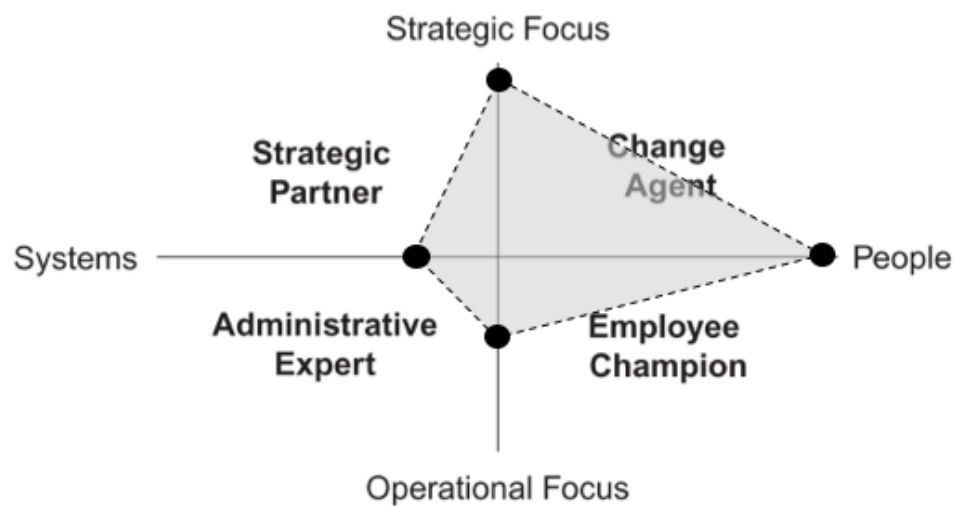 Strategic Focus
Strategic
Partner
Change
Agent
Systems
People
Administrative
Expert
Employee
Champion
Operational Focus